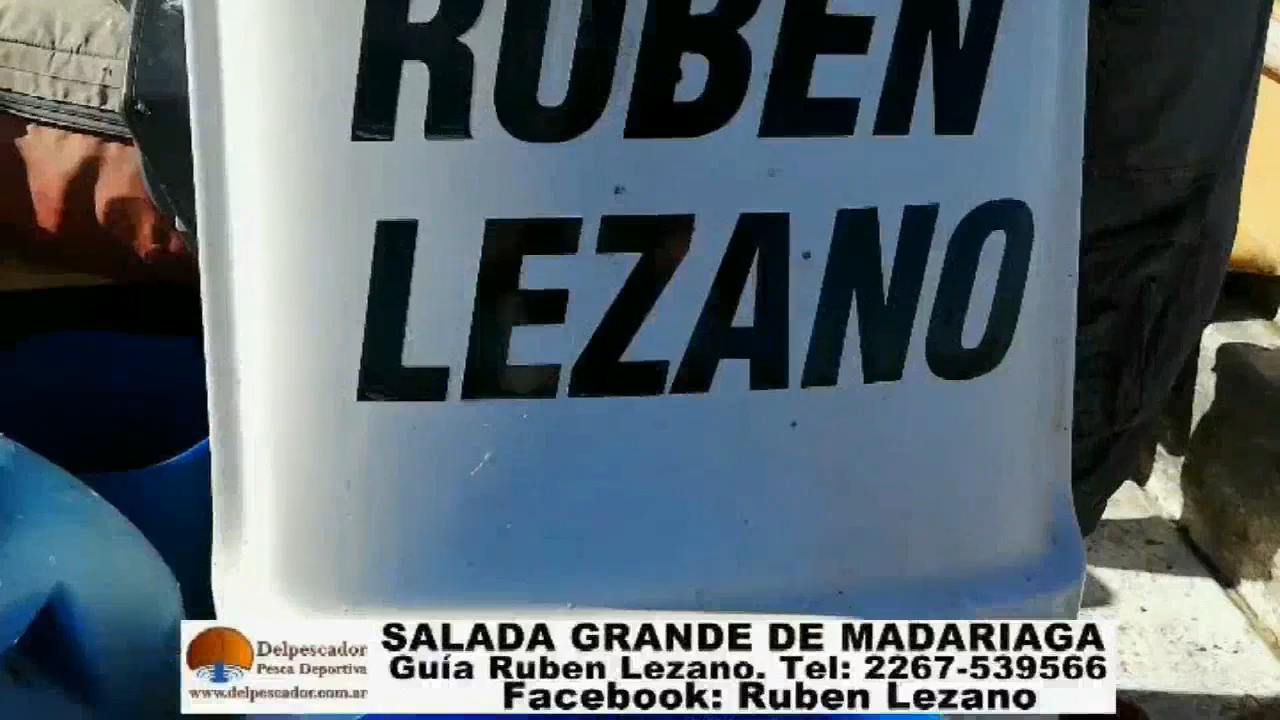 RUBEN
LEZANO
Delpescador
Pesca Deportiva
www.delpescador.com.ar
SALADA GRANDE DE MADARIAGA
Guía Ruben Lezano. Tel: 2267-539566
Facebook: Ruben Lezano